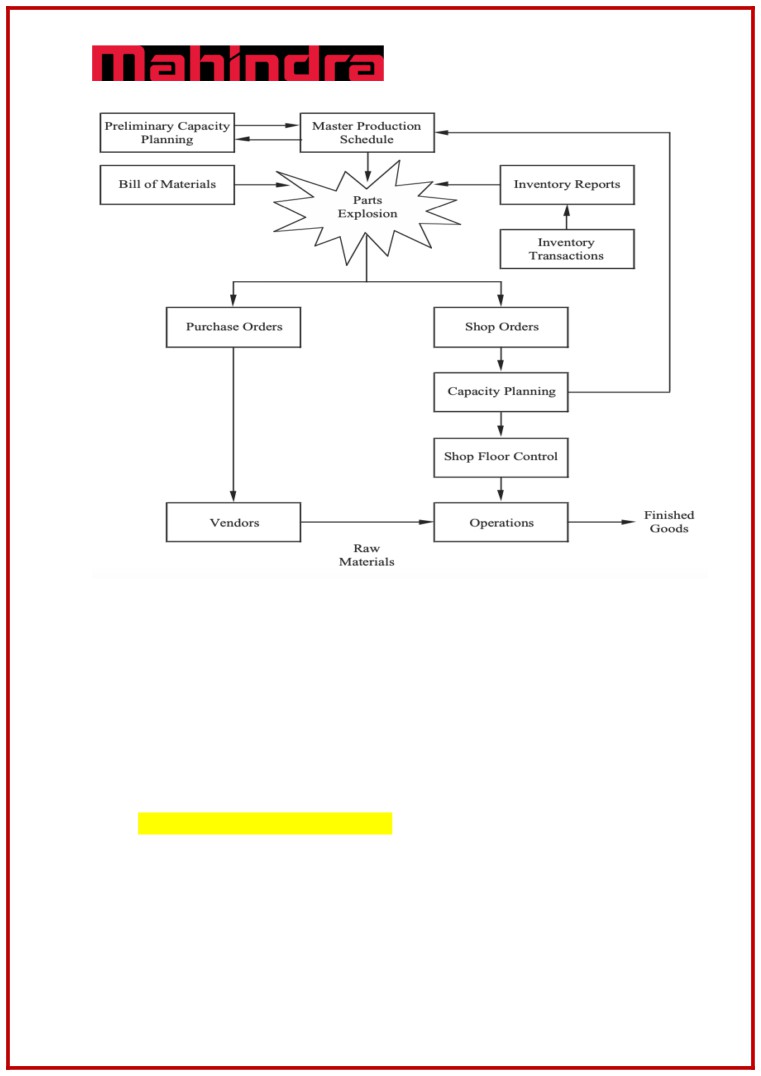 Mahindra
Preliminary Capacity
Planning
Master Production
Schedule
Bill of Materials
Parts
Explosion
Inventory Reports
Inventory
Transactions
Purchase Orders
Shop Orders
Capacity Planning
Shop Floor Control
Vendors
Operations
Finished
Goods
Raw
Materials